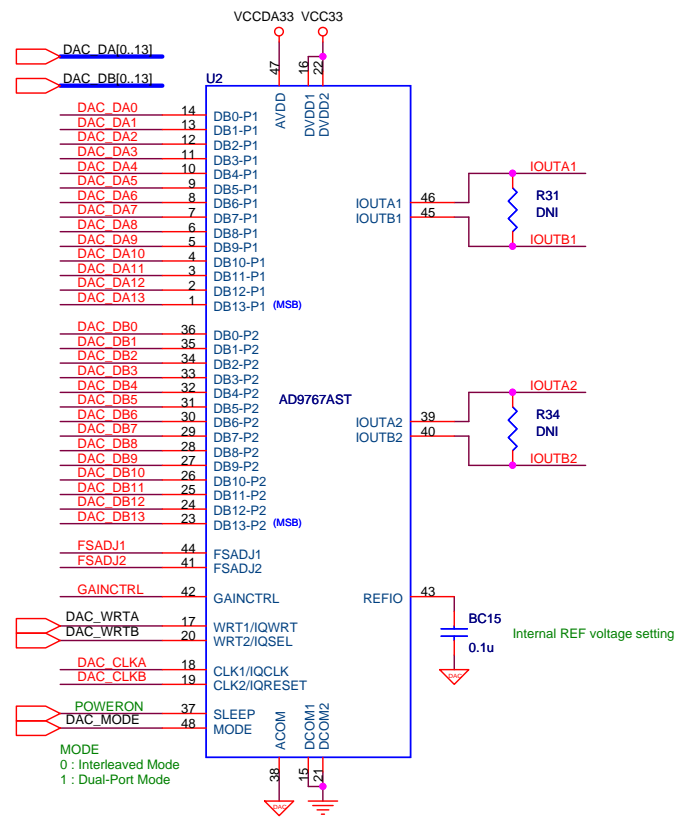 VCCDA33 VCC33
DAC_DA[0..13]
DAC_DB[0..13]
U2
47 16 22
AVDD DVDD1 DVDD2
DAC_DA0 14 DB0-P1
DAC_DA1 13 DB1-P1
DAC_DA2 12 DB2-P1
DAC_DA3 11 DB3-P1
DAC_DA4 10 DB4-P1
DAC_DA5 9 DB5-P1
DAC_DA6 8 DB6-P1
DAC_DA7 7 DB7-P1
DAC_DA8 6 DB8-P1
DAC_DA9 5 DB9-P1
DAC_DA10 4 DB10-P1
DAC_DA11 3 DB11-P1
DAC_DA12 2 DB12-P1
DAC_DA13 1 DB13-P1 (MSB)
IOUTA1 46 IOUTA1
IOUTB1 45 IOUTB1
R31
DNI
DAC_DB0 36 DB0-P2
DAC_DB1 35 DB1-P2
DAC_DB2 34 DB2-P2
DAC_DB3 33 DB3-P2
DAC_DB4 32 DB4-P2
DAC_DB5 31 DB5-P2
DAC_DB6 30 DB6-P2
DAC_DB7 29 DB7-P2
DAC_DB8 28 DB8-P2
DAC_DB9 27 DB9-P2
DAC_DB10 26 DB10-P2
DAC_DB11 25 DB11-P2
DAC_DB12 24 DB12-P2
DAC_DB13 23 DB13-P2 (MSB)
AD9767AST
IOUTA2 39 IOUTA2
IOUTB2 40 IOUTB2
R34
DNI
FSADJ1 44 FSADJ1
FSADJ2 41 FSADJ2
GAINCTRL 42 GAINCTRL
REFIO 43
BC15
0.1u
Internal REF voltage setting
DAC
DAC_WRTA 17 WRT1/IQWRT
DAC_WRTB 20 WRT2/IQSEL
DAC_CLKA 18 CLK1/IQCLK
DAC_CLKB 19 CLK2/IQRESET
POWERON 37 SLEEP
DAC_MODE 48 MODE
ACOM DCOM1 DCOM2
38 15 21
DAC
MODE
0 : Interleaved Mode
1 : Dual-Port Mode